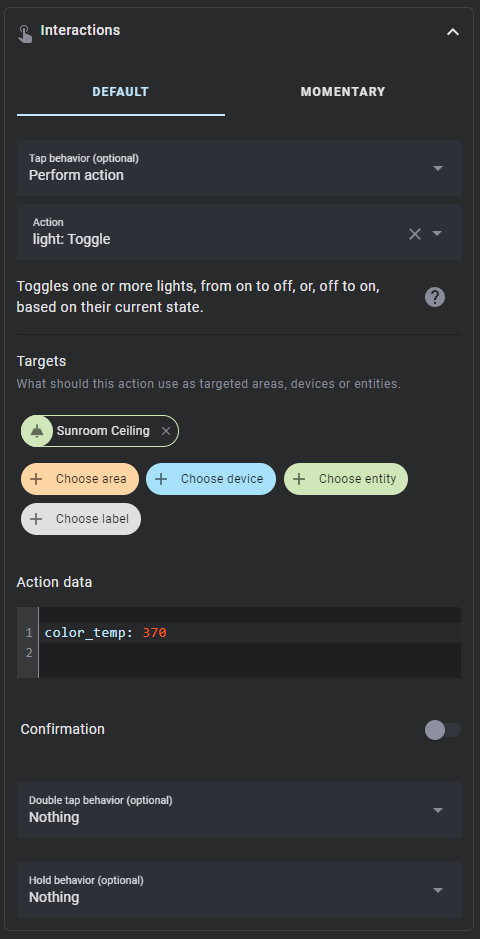 Interactions
DEFAULT
MOMENTARY
Tap behavior (optional)
Perform action
Action
light: Toggle
Toggles one or more lights, from on to off, or, off to on,
based on their current state.
Targets
What should this action use as targeted areas, devices or entities.
Sunroom Ceiling
Choose area
Choose device
Choose entity
Choose label
Action data
1 color_temp: 370
2
Confirmation
Double tap behavior (optional)
Nothing
Hold behavior (optional)
Nothing